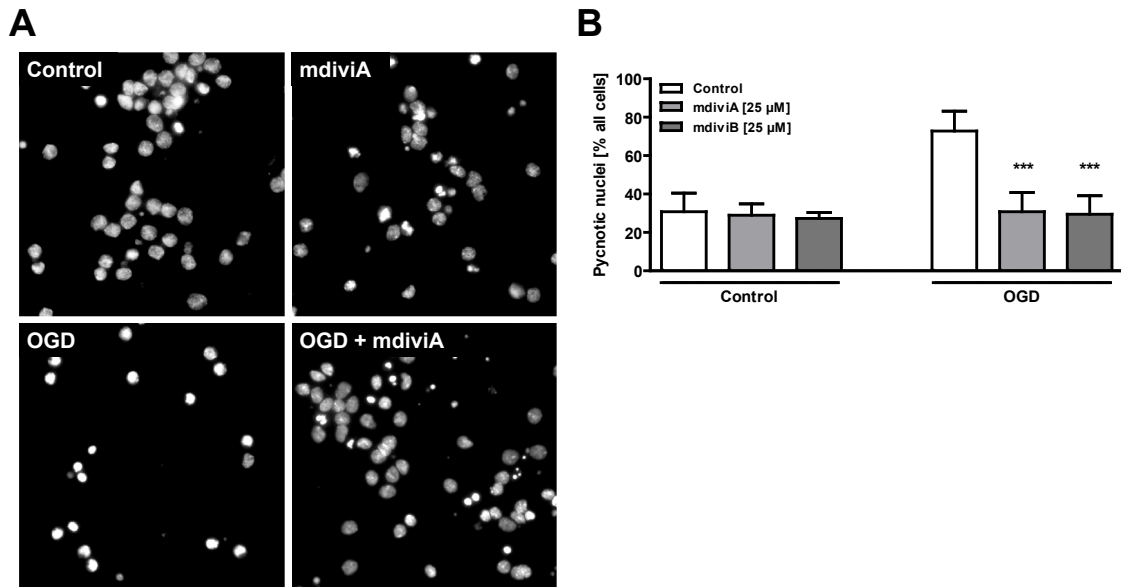 A
Control
mdiviA
OGD
OGD + mdiviA
B
Pycnotic nuclei [% all cells]
100
80
60
40
20
0
Control
mdiviA [25 µM]
mdiviB [25 µM]
*** ***
Control OGD